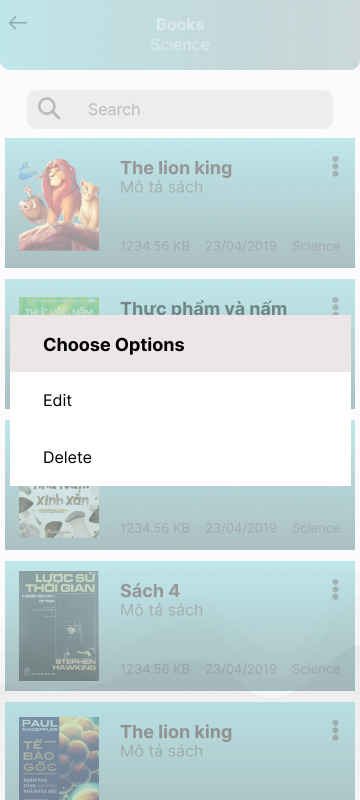 Books
Science
Search
The lion king
Mô tả sách
1234.56 KB 23/04/2019 Science
Thực phẩm và nấm
Choose Options
Edit
Delete
Xinh Xắn
1234.56 KB 23/04/2019 Science
LƯỢC SỬ
THỜI GIAN
STEPHEN
HAWKING
Sách 4
Mô tả sách
1234.56 KB 23/04/2019 Science
PAUL
KNOEPFLER
TẾ
BÀO
GỐC
The lion king
Mô tả sách